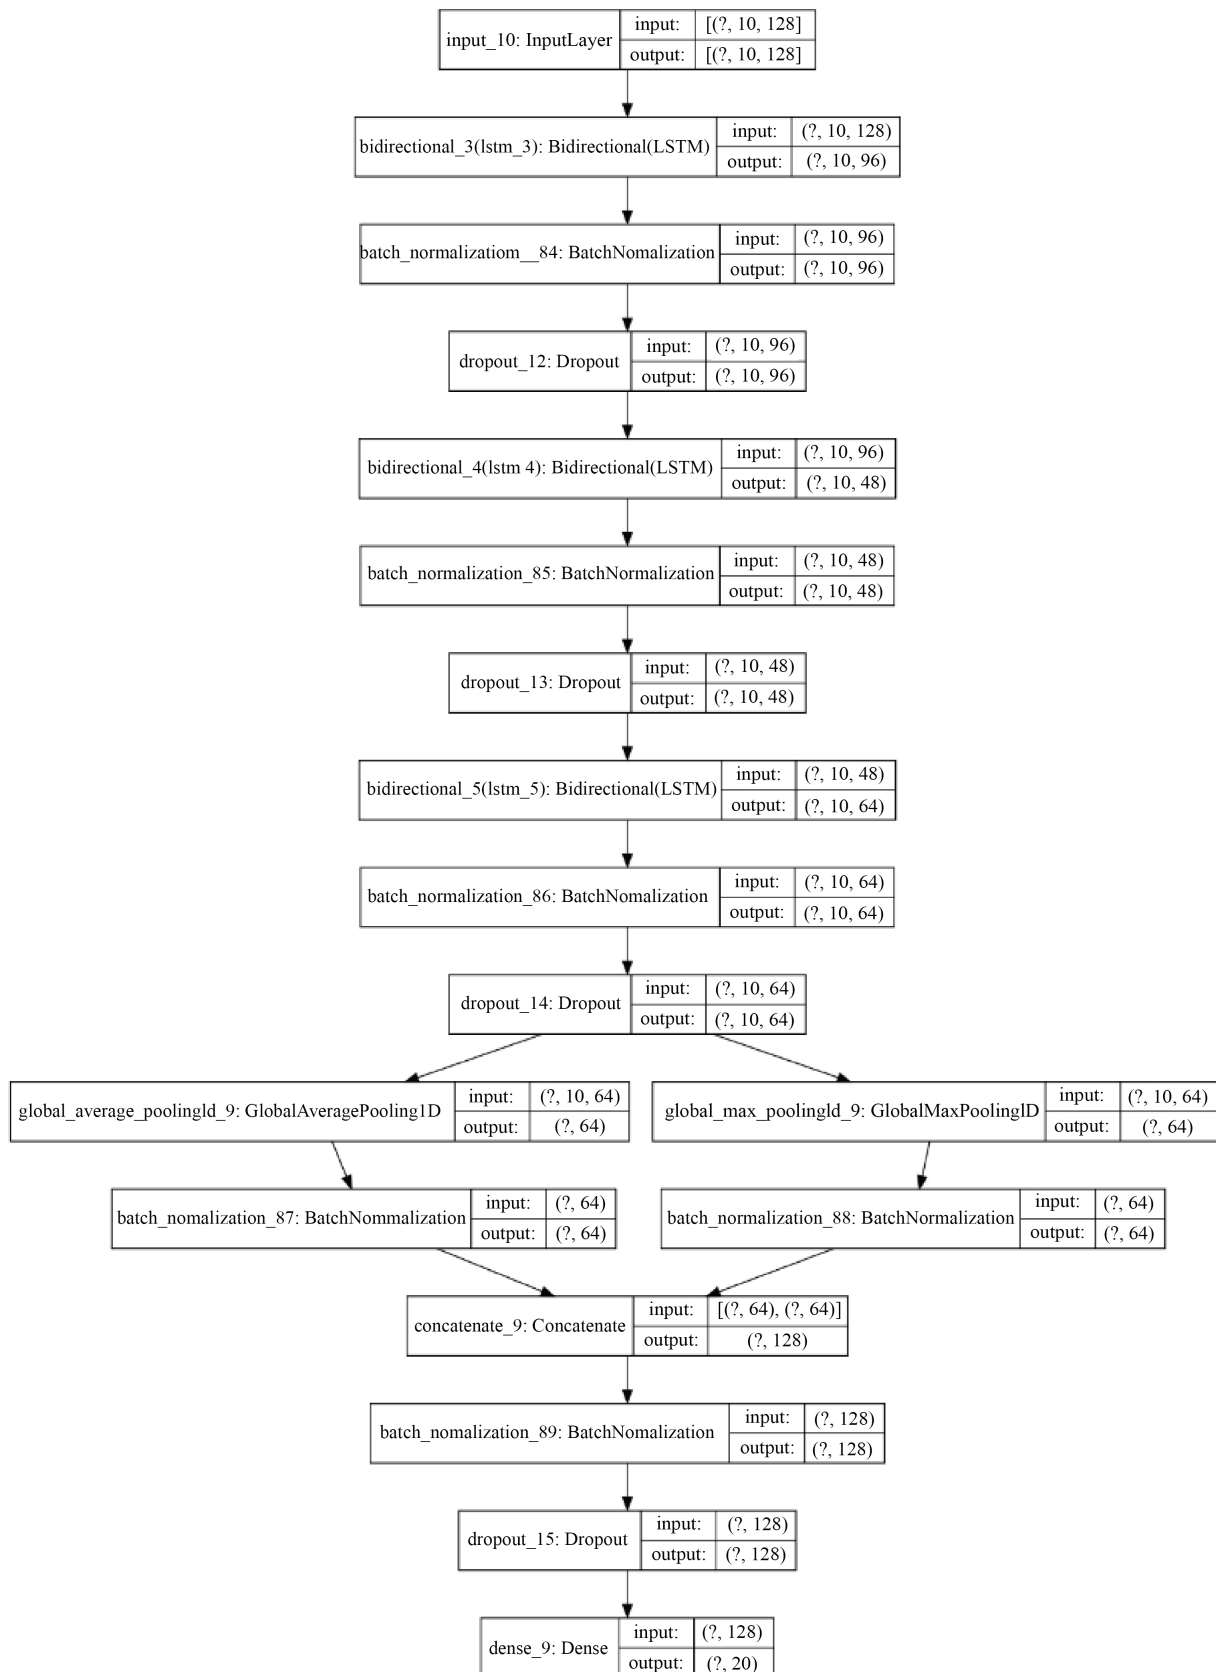 input_10: InputLayer
input: [(?, 10, 128]
output: [(?, 10, 128]
bidirectional_3(lstm_3): Bidirectional(LSTM)
input: (?, 10, 128)
output: (?, 10, 96)
batch_normalizatiom__84: BatchNomalization
input: (?, 10, 96)
output: (?, 10, 96)
dropout_12: Dropout
input: (?, 10, 96)
output: (?, 10, 96)
bidirectional_4(lstm 4): Bidirectional(LSTM)
input: (?, 10, 96)
output: (?, 10, 48)
batch_normalization_85: BatchNormalization
input: (?, 10, 48)
output: (?, 10, 48)
dropout_13: Dropout
input: (?, 10, 48)
output: (?, 10, 48)
bidirectional_5(lstm_5): Bidirectional(LSTM)
input: (?, 10, 48)
output: (?, 10, 64)
batch_normalization_86: BatchNomalization
input: (?, 10, 64)
output: (?, 10, 64)
dropout_14: Dropout
input: (?, 10, 64)
output: (?, 10, 64)
global_average_poolingld_9: GlobalAveragePooling1D
input: (?, 10, 64)
output: (?, 64)
global_max_poolingld_9: GlobalMaxPoolinglD
input: (?, 10, 64)
output: (?, 64)
batch_nomalization_87: BatchNommalization
input: (?, 64)
output: (?, 64)
batch_normalization_88: BatchNormalization
input: (?, 64)
output: (?, 64)
concatenate_9: Concatenate
input: [(?, 64), (?, 64)]
output: (?, 128)
batch_nomalization_89: BatchNomalization
input: (?, 128)
output: (?, 128)
dropout_15: Dropout
input: (?, 128)
output: (?, 128)
dense_9: Dense
input: (?, 128)
output: (?, 20)